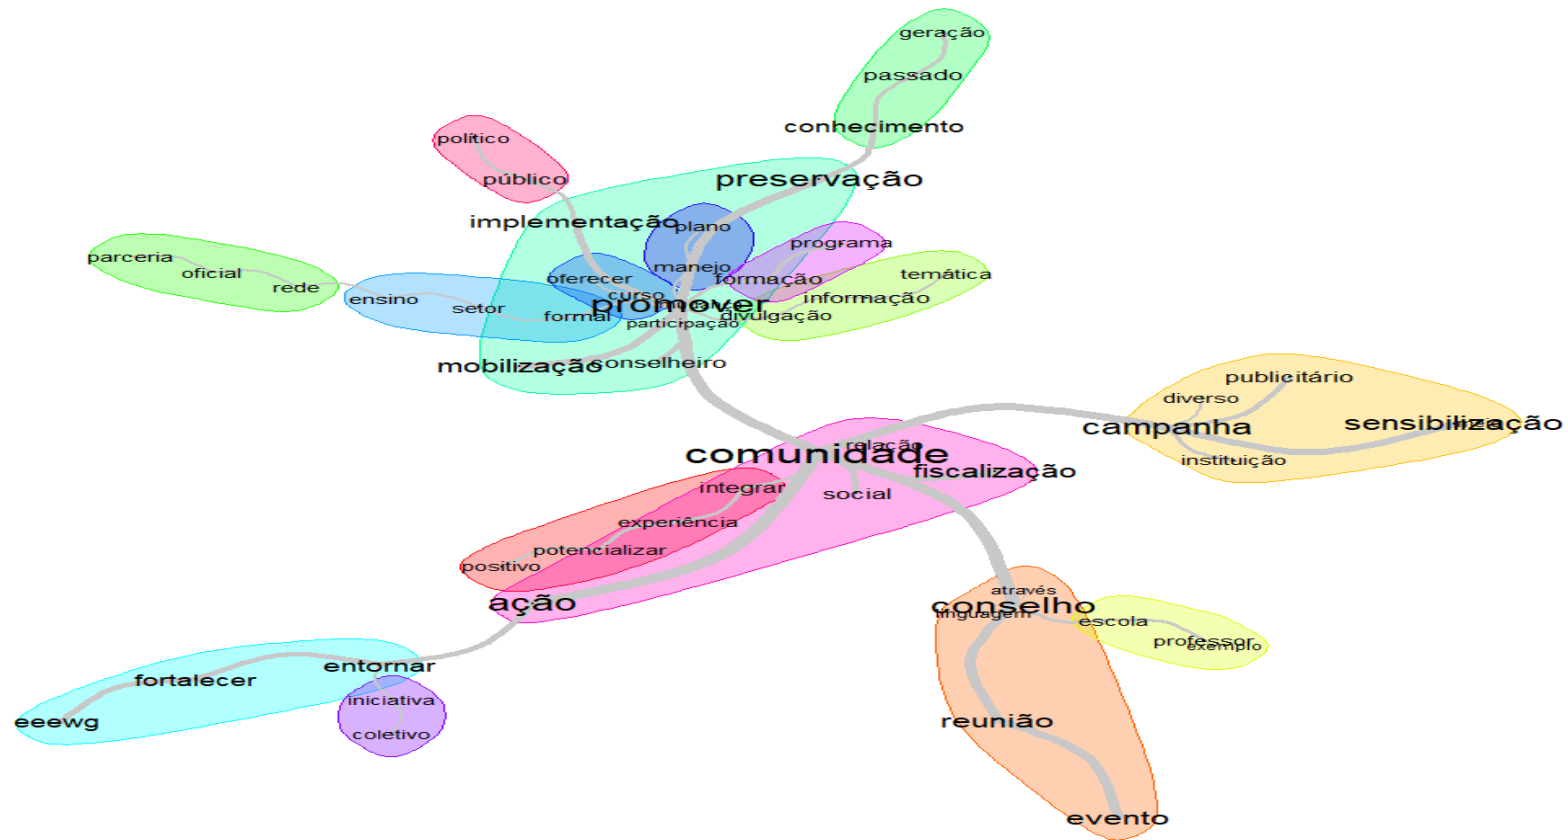 geração
passado
conhecimento
político
público
preservação
implementação
plano
programa
parceria
oficial
rede
manejo
formação
temática
oferecer
ensino
setor
formal
curso
promover
informação
divulgação
participação
mobilização
conselheiro
publicitário
diverso
campanha
sensibilização
instituição
relação
comunidade
fiscalização
social
integrar
experiência
potencializar
positivo
ação
através
conselho
linguagem
escola
professor
exemplo
entornar
fortalecer
iniciativa
eeewg
coletivo
reunião
evento